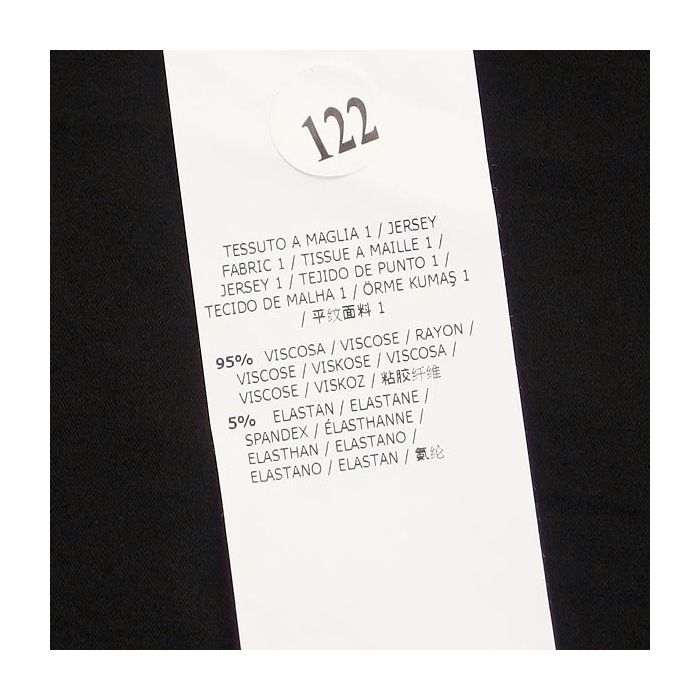 122
TESSUTO A MAGLIA 1 / JERSEY
FABRIC 1 / TISSUE A MAILLE 1 /
JERSEY 1 / TEJIDO DE PUNTO 1 /
TECIDO DE MALHA 1 / ÖRME KUMAŞ 1
/ 平纹面料 1
95% VISCOSA / VISCOSE / RAYON /
VISCOSE / VISKOSE / VISCOSA /
VISCOSE / VISKOZ / 粘胶纤维
5% ELASTAN / ELASTANE /
SPANDEX / ÉLASTHANNE /
ELASTHAN / ELASTANO /
ELASTANO / ELASTAN / 氨纶